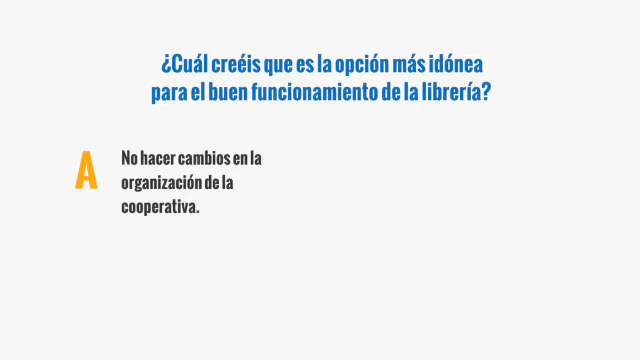 ¿Cuál creéis que es la opción más idónea
para el buen funcionamiento de la librería?
A
No hacer cambios en la
organización de la
cooperativa.